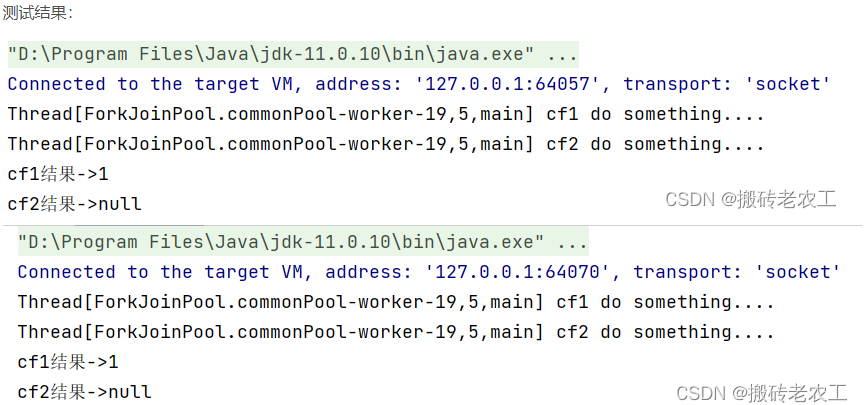 测试结果：
"D:\Program Files\Java\jdk-11.0.10\bin\java.exe" ...
Connected to the target VM, address: '127.0.0.1:64057', transport: 'socket'
Thread[ForkJoinPool.commonPool-worker-19,5,main] cf1 do something....
Thread[ForkJoinPool.commonPool-worker-19,5,main] cf2 do something....
cf1结果->1
cf2结果->null
CSDN @搬砖老农工
"D:\Program Files\Java\jdk-11.0.10\bin\java.exe" ...
Connected to the target VM, address: '127.0.0.1:64070', transport: 'socket'
Thread[ForkJoinPool.commonPool-worker-19,5,main] cf1 do something....
Thread[ForkJoinPool.commonPool-worker-19,5,main] cf2 do something....
cf1结果->1
cf2结果->null
CSDN @搬砖老农工